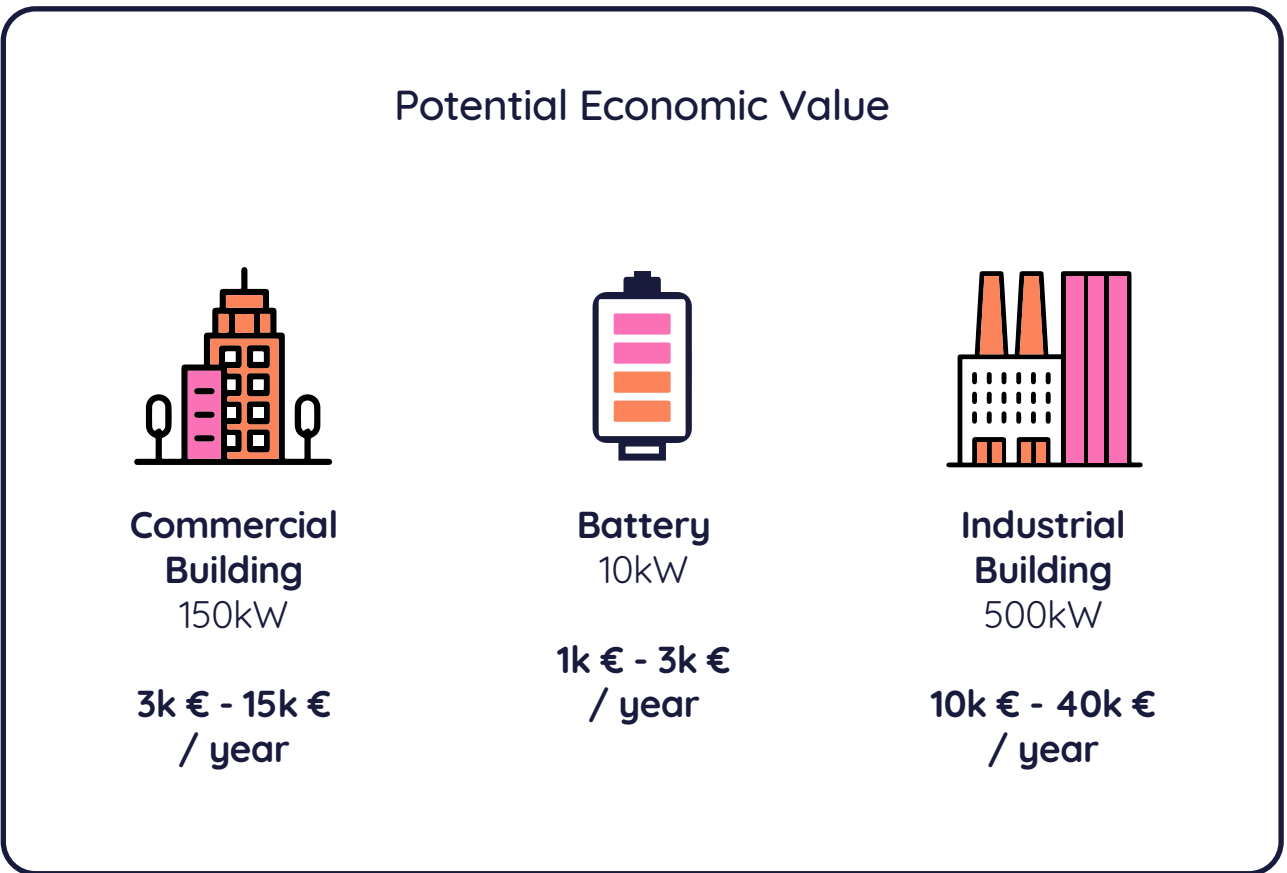 Potential Economic Value
Commercial
Building
150kW
3k € - 15k €
/ year
Battery
10kW
1k € - 3k €
/ year
Industrial
Building
500kW
10k € - 40k €
/ year